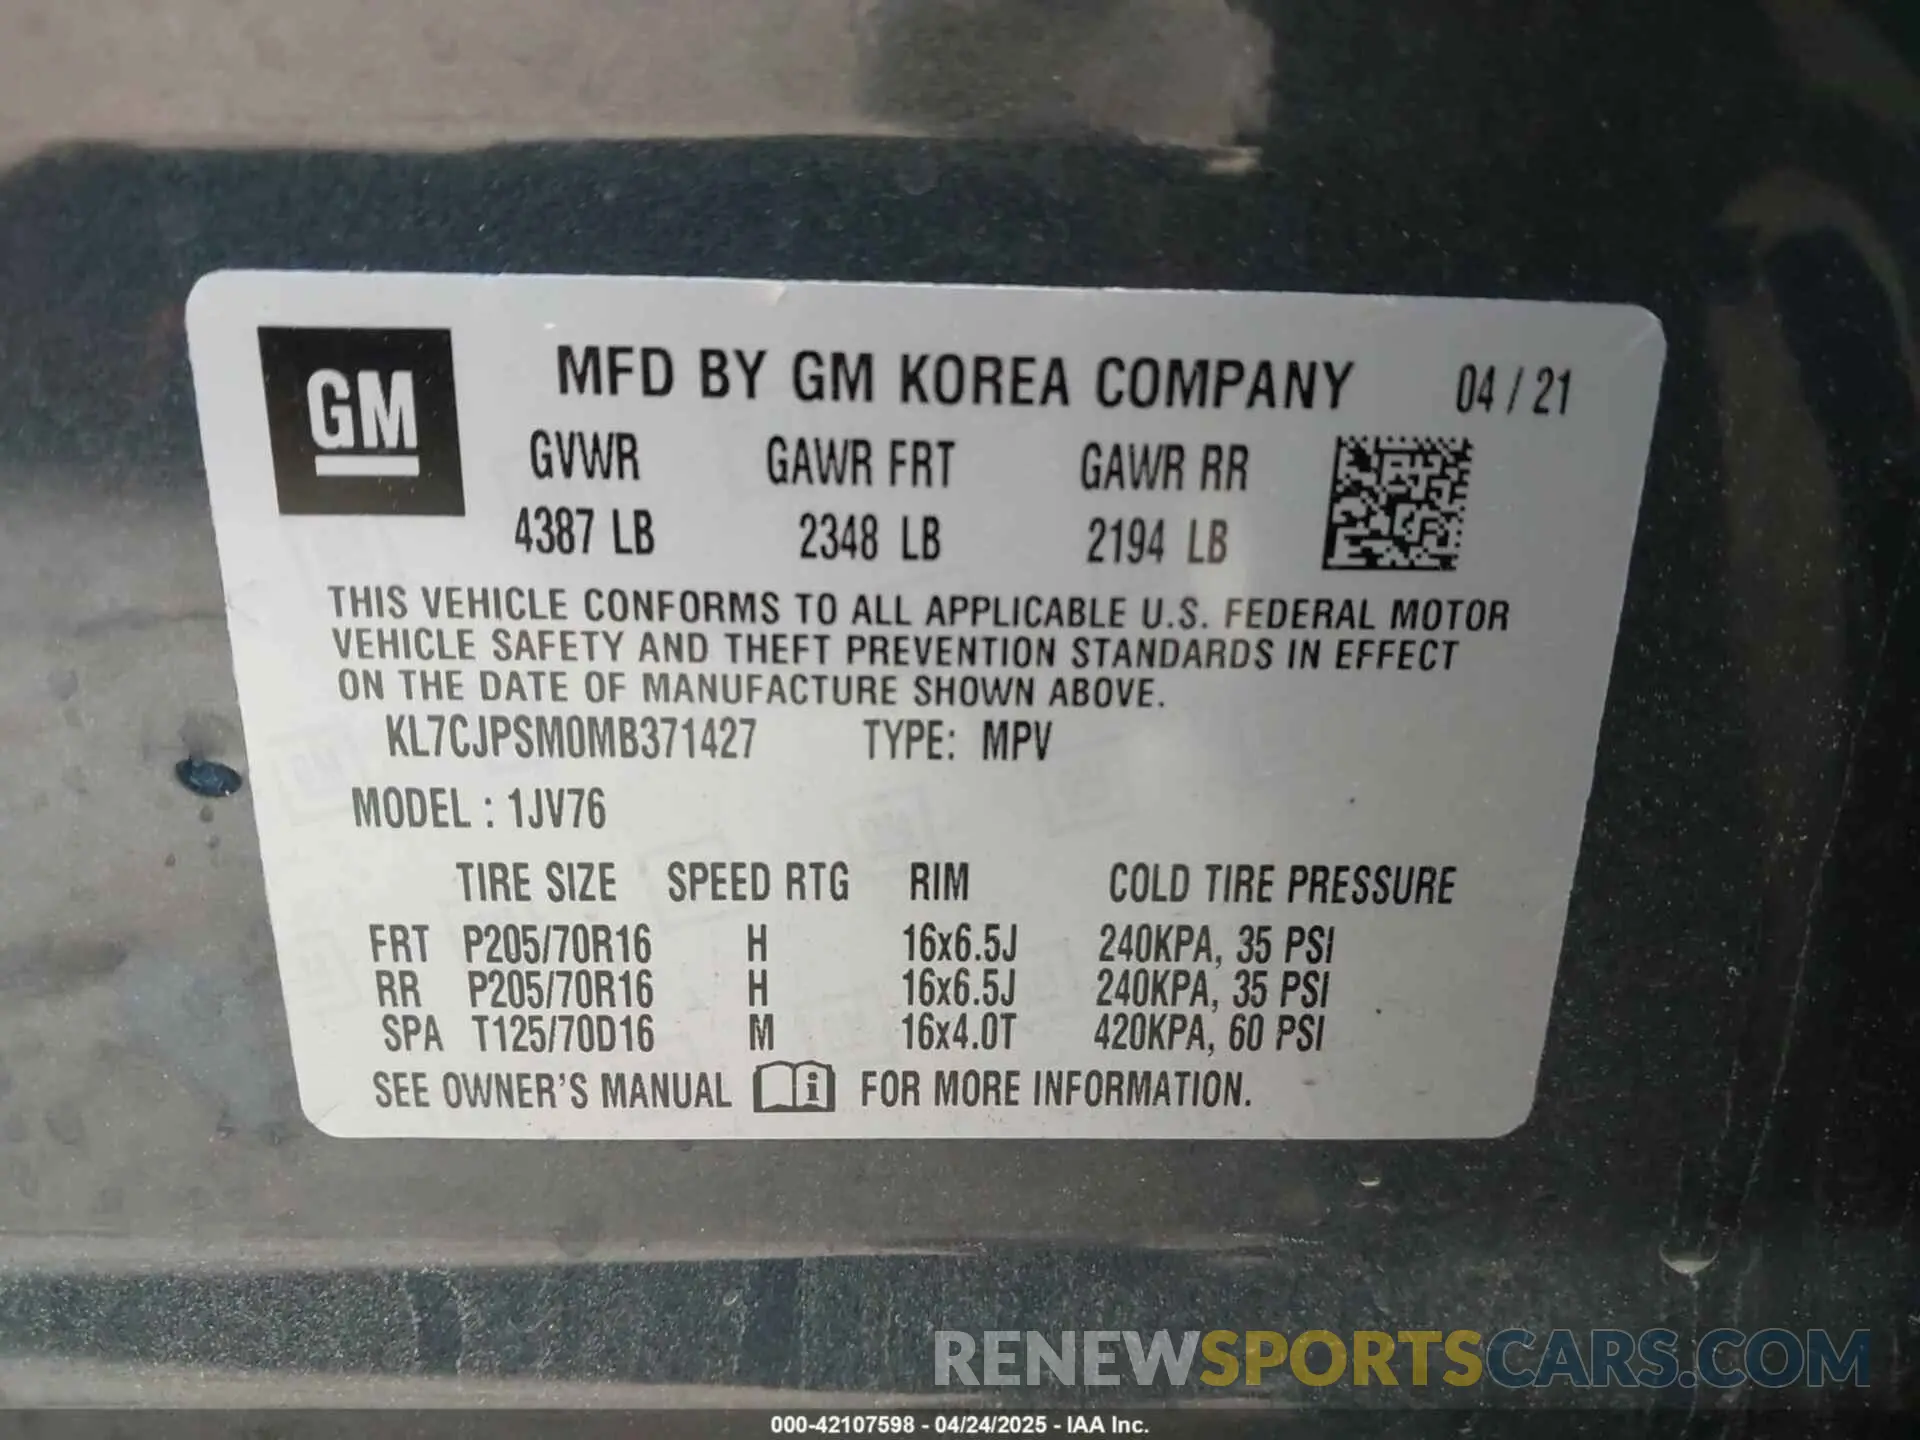 GM
MFD BY GM KOREA COMPANY 04 / 21
GVWR GAWR FRT GAWR RR
4387 LB 2348 LB 2194 LB
THIS VEHICLE CONFORMS TO ALL APPLICABLE U.S. FEDERAL MOTOR
VEHICLE SAFETY AND THEFT PREVENTION STANDARDS IN EFFECT
ON THE DATE OF MANUFACTURE SHOWN ABOVE.
KL7CJPSM0MB371427 TYPE: MPV
MODEL : 1JV76
TIRE SIZE SPEED RTG RIM COLD TIRE PRESSURE
FRT P205/70R16 H 16x6.5J 240KPA, 35 PSI
RR P205/70R16 H 16x6.5J 240KPA, 35 PSI
SPA T125/70D16 M 16x4.0T 420KPA, 60 PSI
SEE OWNER'S MANUAL i FOR MORE INFORMATION.
RENEWSPORTSCARS.COM
000-42107598 - 04/24/2025 - IAA Inc.